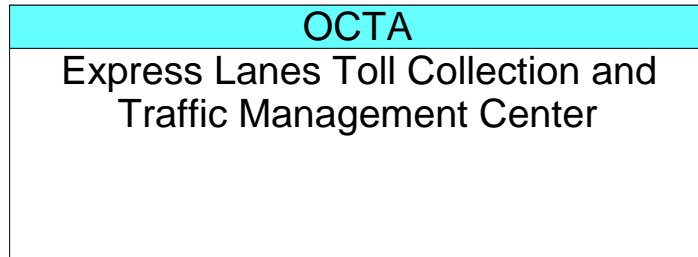 OCTA
Express Lanes Toll Collection and
Traffic Management Center